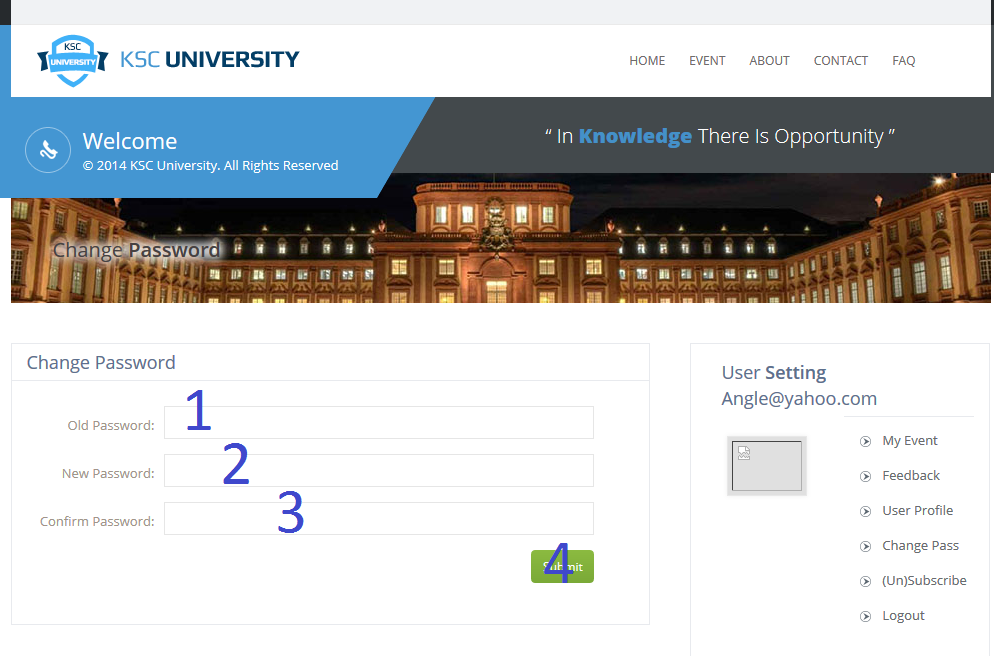 KSC
UNIVERSITY
KSC UNIVERSITY
HOME EVENT ABOUT CONTACT FAQ
Welcome
© 2014 KSC University. All Rights Reserved
“ In Knowledge There Is Opportunity ”
Change Password
Change Password
Old Password: 1
New Password: 2
Confirm Password: 3
Submit 4
User Setting
Angle@yahoo.com
My Event
Feedback
User Profile
Change Pass
(Un)Subscribe
Logout